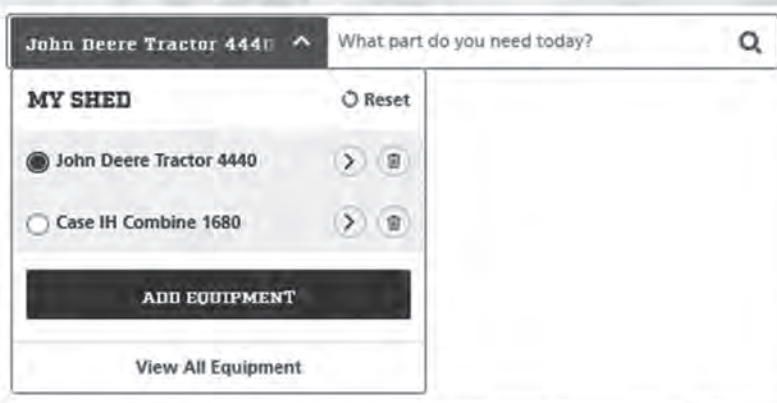 John Deere Tractor 4440 What part do you need today?
MY SHED Reset
John Deere Tractor 4440
Case IH Combine 1680
ADD EQUIPMENT
View All Equipment